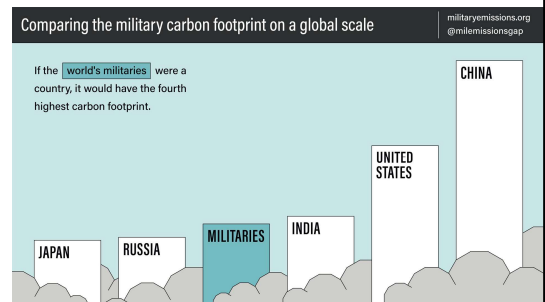 Comparing the military carbon footprint on a global scale
militaryemissions.org
@milemissionsgap
If the world's militaries were a
country, it would have the fourth
highest carbon footprint.
CHINA
UNITED
STATES
INDIA
MILITARIES
RUSSIA
JAPAN